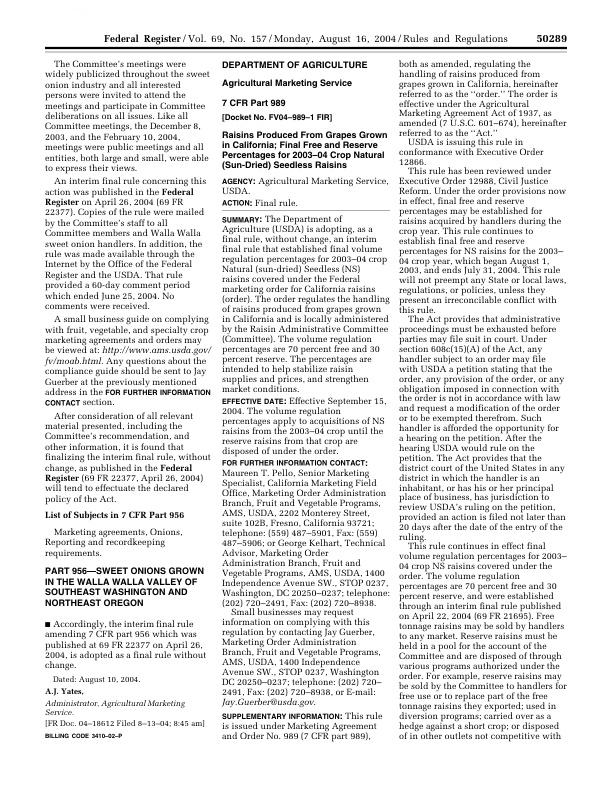 Federal Register / Vol. 69, No. 157 / Monday, August 16, 2004 / Rules and Regulations 50289
The Committee's meetings were
widely publicized throughout the sweet
onion industry and all interested
persons were invited to attend the
meetings and participate in Committee
deliberations on all issues. Like all
Committee meetings, the December 8,
2003, and the February 10, 2004,
meetings were public meetings and all
entities, both large and small, were able
to express their views.
An interim final rule concerning this
action was published in the Federal
Register on April 26, 2004 (69 FR
22377). Copies of the rule were mailed
by the Committee's staff to all
Committee members and Walla Walla
sweet onion handlers. In addition, the
rule was made available through the
Internet by the Office of the Federal
Register and the USDA. That rule
provided a 60-day comment period
which ended June 25, 2004. No
comments were received.
A small business guide on complying
with fruit, vegetable, and specialty crop
marketing agreements and orders may
be viewed at: http://www.ams.usda.gov/
fv/moab.html. Any questions about the
compliance guide should be sent to Jay
Guerber at the previously mentioned
address in the FOR FURTHER INFORMATION
CONTACT section.
After consideration of all relevant
material presented, including the
Committee's recommendation, and
other information, it is found that
finalizing the interim final rule, without
change, as published in the Federal
Register (69 FR 22377, April 26, 2004)
will tend to effectuate the declared
policy of the Act.
List of Subjects in 7 CFR Part 956
Marketing agreements, Onions,
Reporting and recordkeeping
requirements.
PART 956—SWEET ONIONS GROWN
IN THE WALLA WALLA VALLEY OF
SOUTHEAST WASHINGTON AND
NORTHEAST OREGON
■ Accordingly, the interim final rule
amending 7 CFR part 956 which was
published at 69 FR 22377 on April 26,
2004, is adopted as a final rule without
change.
Dated: August 10, 2004.
A.J. Yates,
Administrator, Agricultural Marketing
Service.
[FR Doc. 04–18612 Filed 8–13–04; 8:45 am]
BILLING CODE 3410–02–P
DEPARTMENT OF AGRICULTURE
Agricultural Marketing Service
7 CFR Part 989
[Docket No. FV04–989–1 FIR]
Raisins Produced From Grapes Grown
in California; Final Free and Reserve
Percentages for 2003–04 Crop Natural
(Sun-Dried) Seedless Raisins
AGENCY: Agricultural Marketing Service,
USDA.
ACTION: Final rule.
SUMMARY: The Department of
Agriculture (USDA) is adopting, as a
final rule, without change, an interim
final rule that established final volume
regulation percentages for 2003–04 crop
Natural (sun-dried) Seedless (NS)
raisins covered under the Federal
marketing order for California raisins
(order). The order regulates the handling
of raisins produced from grapes grown
in California and is locally administered
by the Raisin Administrative Committee
(Committee). The volume regulation
percentages are 70 percent free and 30
percent reserve. The percentages are
intended to help stabilize raisin
supplies and prices, and strengthen
market conditions.
EFFECTIVE DATE: Effective September 15,
2004. The volume regulation
percentages apply to acquisitions of NS
raisins from the 2003–04 crop until the
reserve raisins from that crop are
disposed of under the order.
FOR FURTHER INFORMATION CONTACT:
Maureen T. Pello, Senior Marketing
Specialist, California Marketing Field
Office, Marketing Order Administration
Branch, Fruit and Vegetable Programs,
AMS, USDA, 2202 Monterey Street,
suite 102B, Fresno, California 93721;
telephone: (559) 487–5901, Fax: (559)
487–5906; or George Kelhart, Technical
Advisor, Marketing Order
Administration Branch, Fruit and
Vegetable Programs, AMS, USDA, 1400
Independence Avenue SW., STOP 0237,
Washington, DC 20250–0237; telephone:
(202) 720–2491, Fax: (202) 720–8938.
Small businesses may request
information on complying with this
regulation by contacting Jay Guerber,
Marketing Order Administration
Branch, Fruit and Vegetable Programs,
AMS, USDA, 1400 Independence
Avenue SW., STOP 0237, Washington
DC 20250–0237; telephone: (202) 720–
2491, Fax: (202) 720–8938, or E-mail:
Jay.Guerber@usda.gov.
SUPPLEMENTARY INFORMATION: This rule
is issued under Marketing Agreement
and Order No. 989 (7 CFR part 989),
both as amended, regulating the
handling of raisins produced from
grapes grown in California, hereinafter
referred to as the “order.” The order is
effective under the Agricultural
Marketing Agreement Act of 1937, as
amended (7 U.S.C. 601–674), hereinafter
referred to as the “Act.”
USDA is issuing this rule in
conformance with Executive Order
12866.
This rule has been reviewed under
Executive Order 12988, Civil Justice
Reform. Under the order provisions now
in effect, final free and reserve
percentages may be established for
raisins acquired by handlers during the
crop year. This rule continues to
establish final free and reserve
percentages for NS raisins for the 2003–
04 crop year, which began August 1,
2003, and ends July 31, 2004. This rule
will not preempt any State or local laws,
regulations, or policies, unless they
present an irreconcilable conflict with
this rule.
The Act provides that administrative
proceedings must be exhausted before
parties may file suit in court. Under
section 608c(15)(A) of the Act, any
handler subject to an order may file
with USDA a petition stating that the
order, any provision of the order, or any
obligation imposed in connection with
the order is not in accordance with law
and request a modification of the order
or to be exempted therefrom. Such
handler is afforded the opportunity for
a hearing on the petition. After the
hearing USDA would rule on the
petition. The Act provides that the
district court of the United States in any
district in which the handler is an
inhabitant, or has his or her principal
place of business, has jurisdiction to
review USDA's ruling on the petition,
provided an action is filed not later than
20 days after the date of the entry of the
ruling.
This rule continues in effect final
volume regulation percentages for 2003–
04 crop NS raisins covered under the
order. The volume regulation
percentages are 70 percent free and 30
percent reserve, and were established
through an interim final rule published
on April 22, 2004 (69 FR 21695). Free
tonnage raisins may be sold by handlers
to any market. Reserve raisins must be
held in a pool for the account of the
Committee and are disposed of through
various programs authorized under the
order. For example, reserve raisins may
be sold by the Committee to handlers for
free use or to replace part of the free
tonnage raisins they exported; used in
diversion programs; carried over as a
hedge against a short crop; or disposed
of in other outlets not competitive with